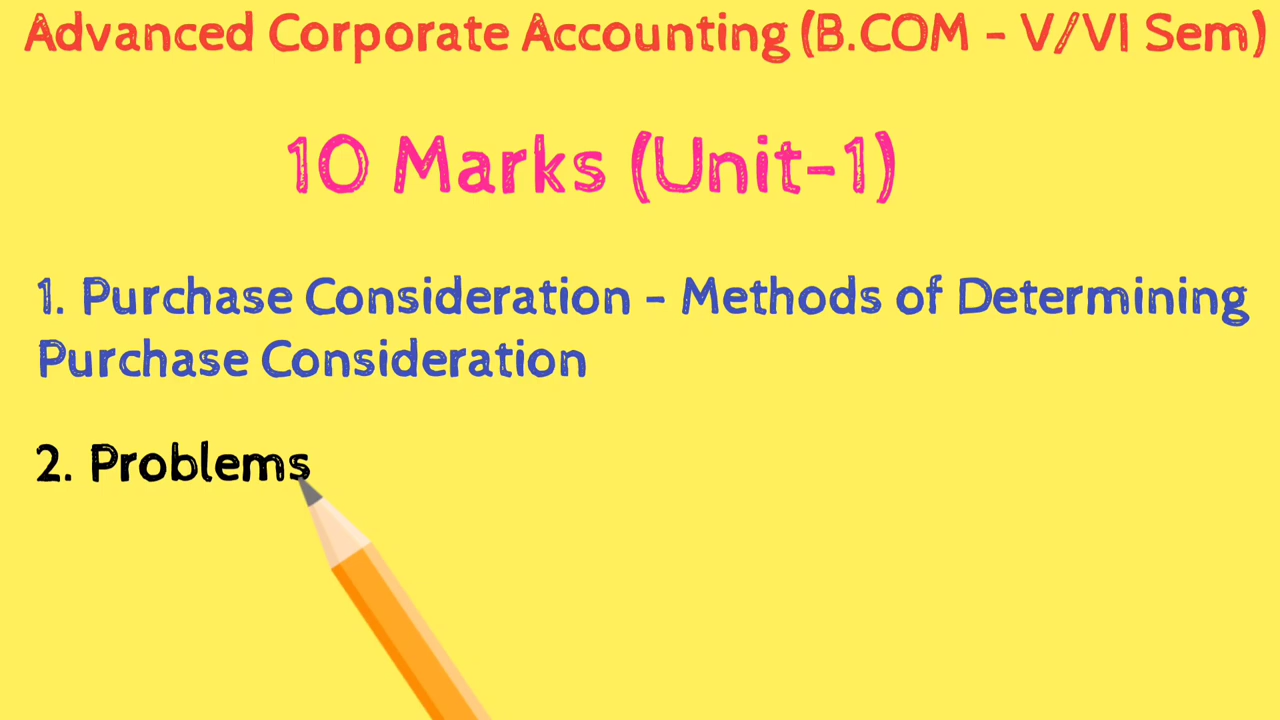 Advanced Corporate Accounting (B.COM - V/VI Sem)
10 Marks (Unit-1)
1. Purchase Consideration - Methods of Determining
Purchase Consideration
2. Problems